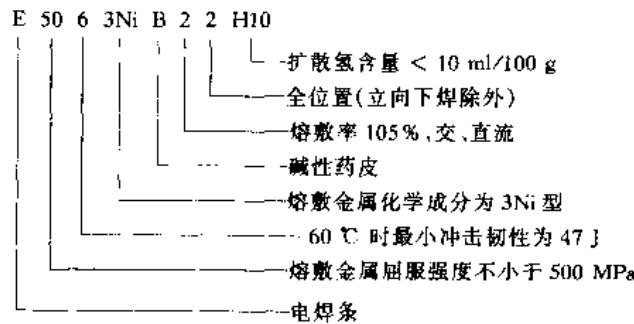 E 50 6 3Ni B 2 2 H10
扩散氢含量 < 10 ml/100 g
全位置(立向下焊除外)
熔敷率 105%,交、直流
碱性药皮
熔敷金属化学成分为 3Ni 型
- 60 ℃ 时最小冲击韧性为 47 J
熔敷金属屈服强度不小于 500 MPa
电焊条